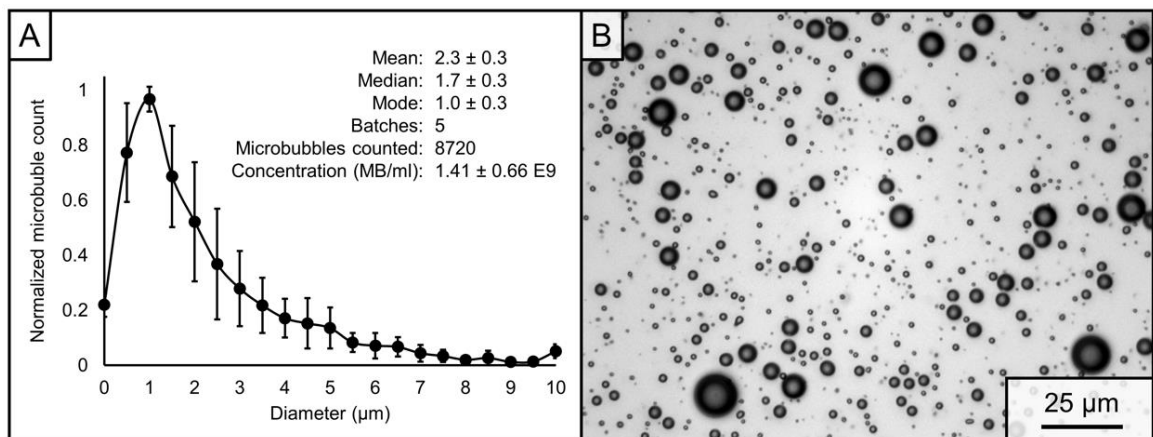 A
Mean: 2.3 ± 0.3
Median: 1.7 ± 0.3
Mode: 1.0 ± 0.3
Batches: 5
Microbubbles counted: 8720
Concentration (MB/ml): 1.41 ± 0.66 E9
Normalized microbuble count
1
0.8
0.6
0.4
0.2
0
0 1 2 3 4 5 6 7 8 9 10
Diameter (µm)
B
25 µm